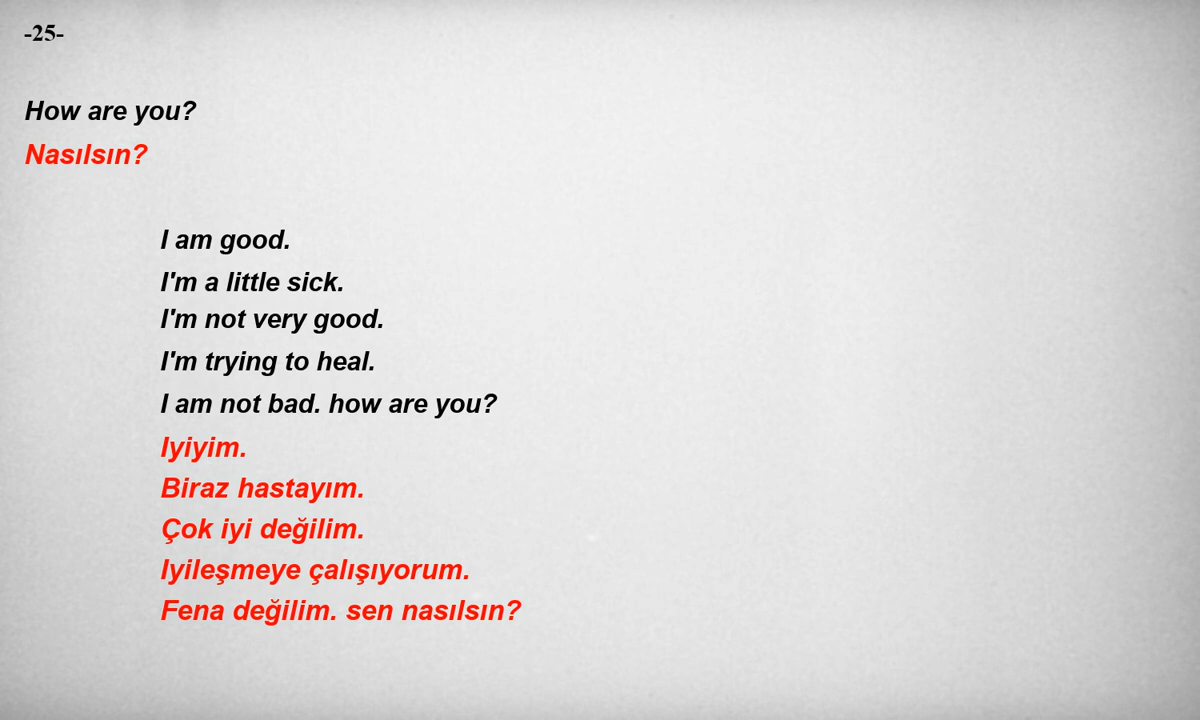 -25-
How are you?
Nasılsın?
I am good.
I'm a little sick.
I'm not very good.
I'm trying to heal.
I am not bad. how are you?
Iyiyim.
Biraz hastayım.
Çok iyi değilim.
Iyileşmeye çalışıyorum.
Fena değilim. sen nasılsın?